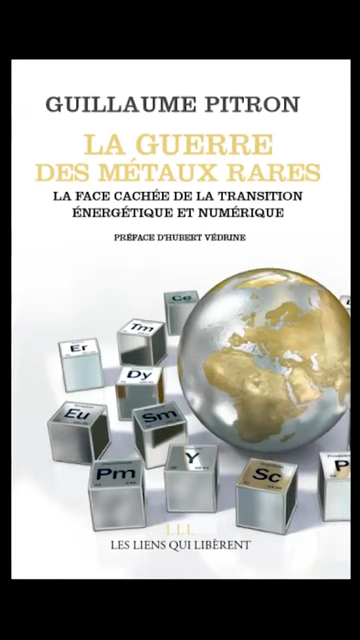 GUILLAUME PITRON
LA GUERRE
DES MÉTAUX RARES
LA FACE CACHÉE DE LA TRANSITION
ÉNERGÉTIQUE ET NUMÉRIQUE
PRÉFACE D'HUBERT VÉDRINE
Ce
Tm
Er
Dy
Eu
Sm
Pm
Y
Sc
P
L.L.L
LES LIENS QUI LIBÈRENT